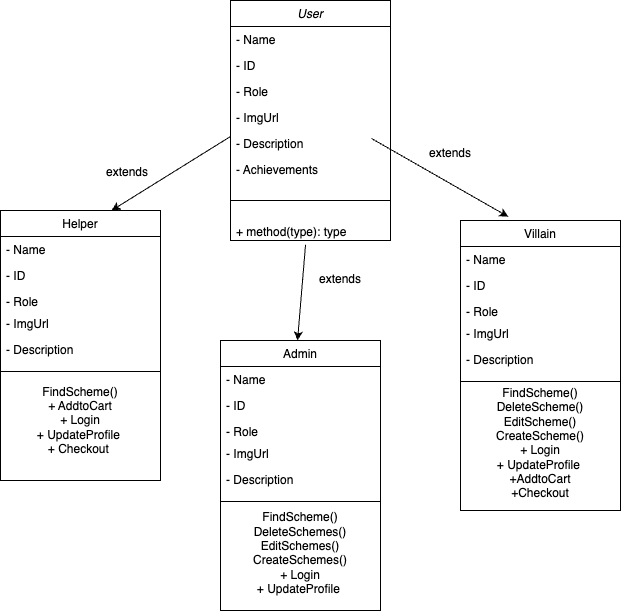 User
- Name
- ID
- Role
- ImgUrl
- Description
- Achievements
+ method(type): type
extends
extends
extends
Helper
- Name
- ID
- Role
- ImgUrl
- Description
FindScheme()
+ AddtoCart
+ Login
+ UpdateProfile
+ Checkout
Admin
- Name
- ID
- Role
- ImgUrl
- Description
FindScheme()
DeleteSchemes()
EditSchemes()
CreateSchemes()
+ Login
+ UpdateProfile
Villain
- Name
- ID
- Role
- ImgUrl
- Description
FindScheme()
DeleteScheme()
EditScheme()
CreateScheme()
+ Login
+ UpdateProfile
+AddtoCart
+Checkout